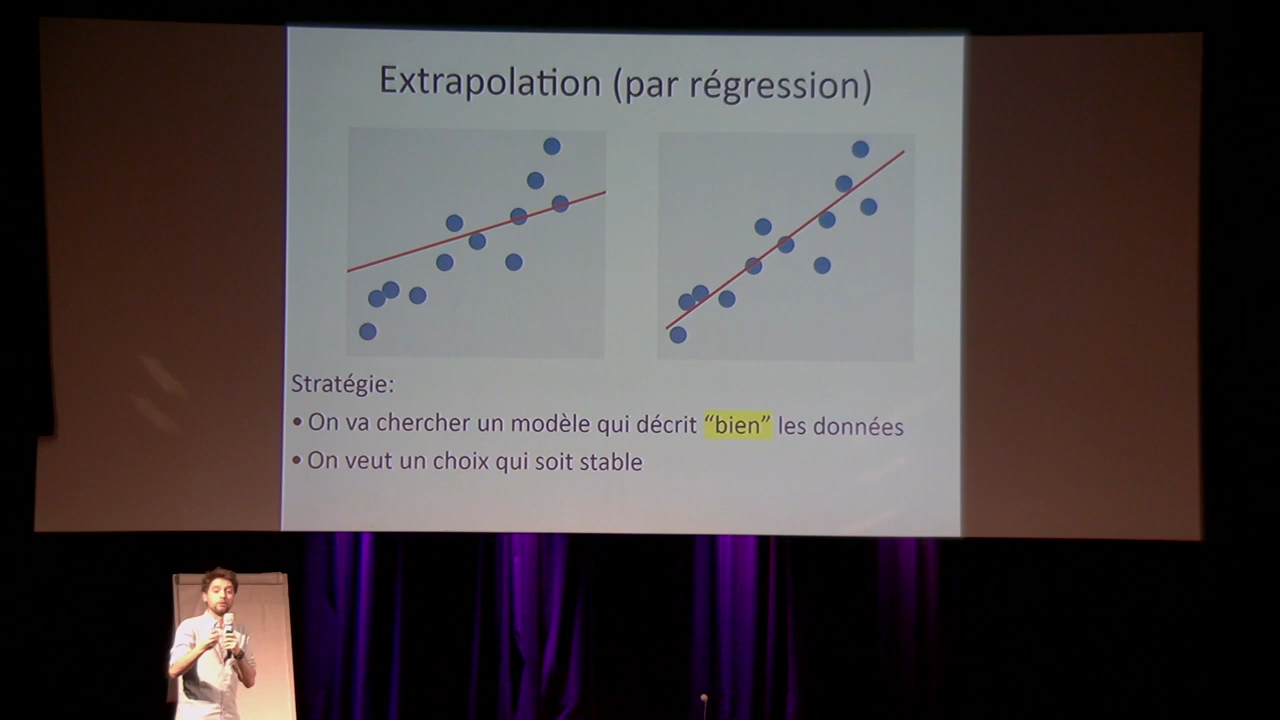 Extrapolation (par régression)
Stratégie:
• On va chercher un modèle qui décrit “bien” les données
• On veut un choix qui soit stable